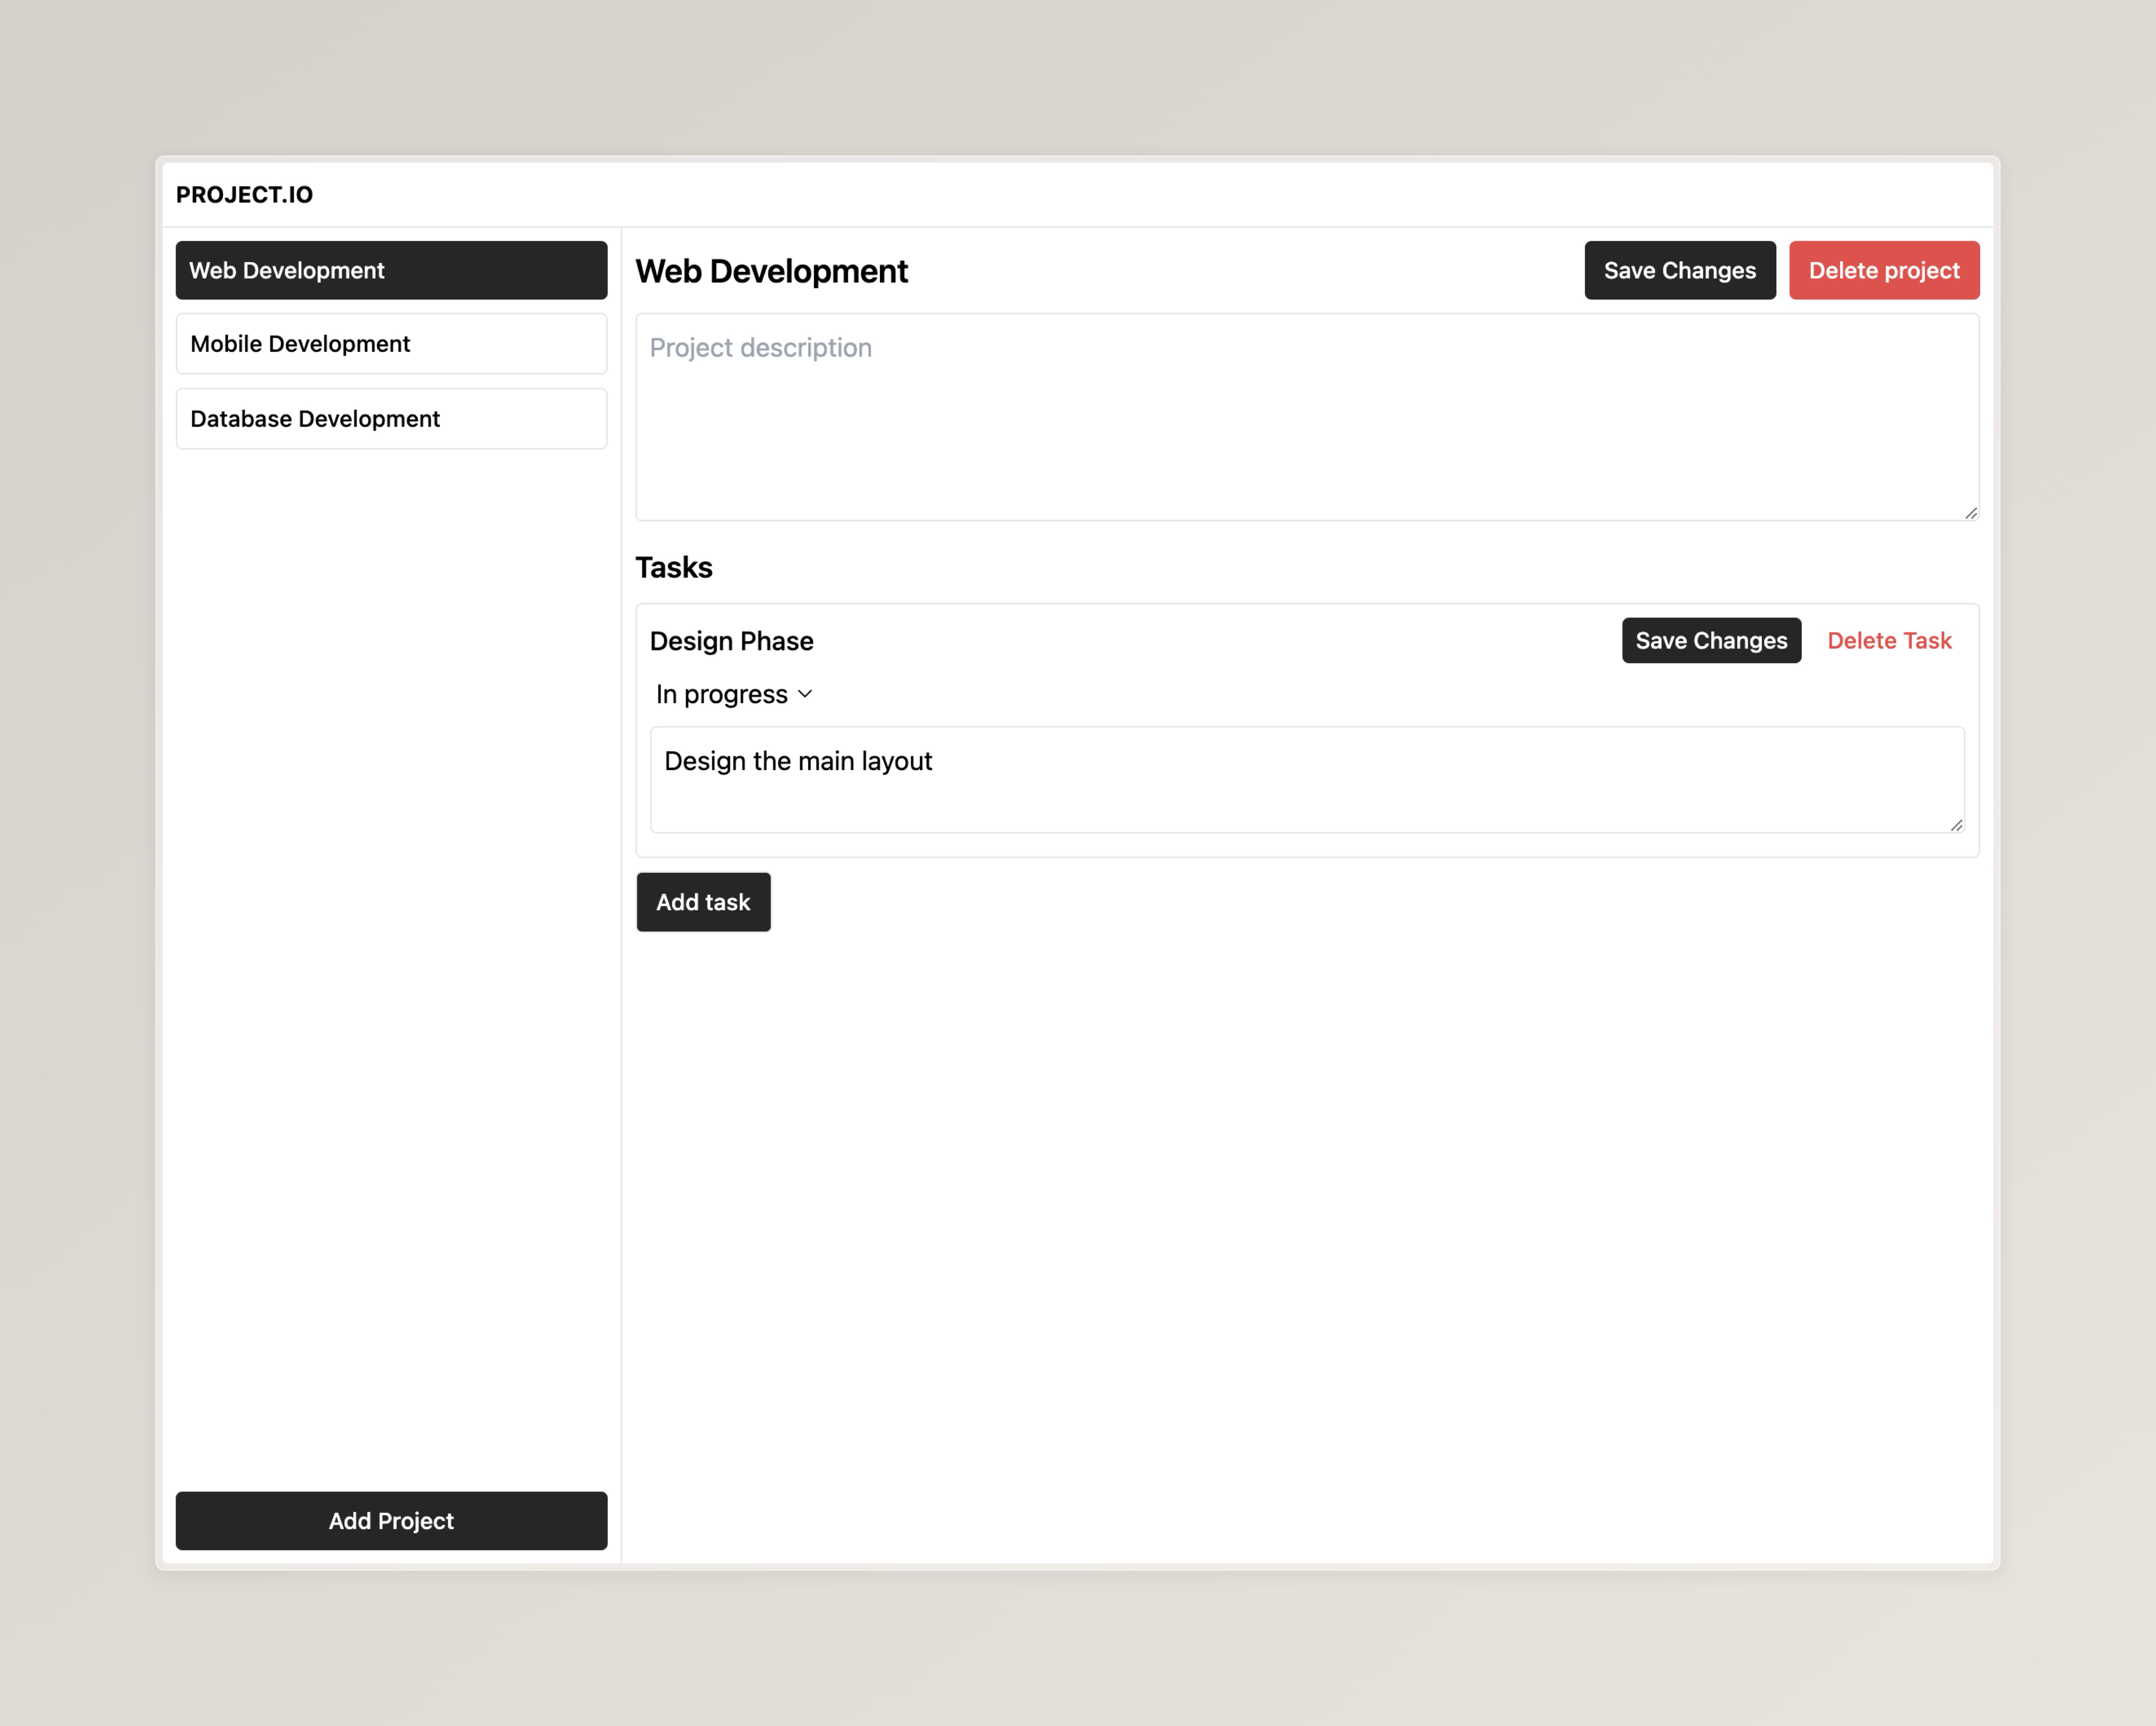 PROJECT.IO
Web Development
Mobile Development
Database Development
Add Project
Web Development
Save Changes
Delete project
Project description
Tasks
Design Phase
Save Changes
Delete Task
In progress
Design the main layout
Add task